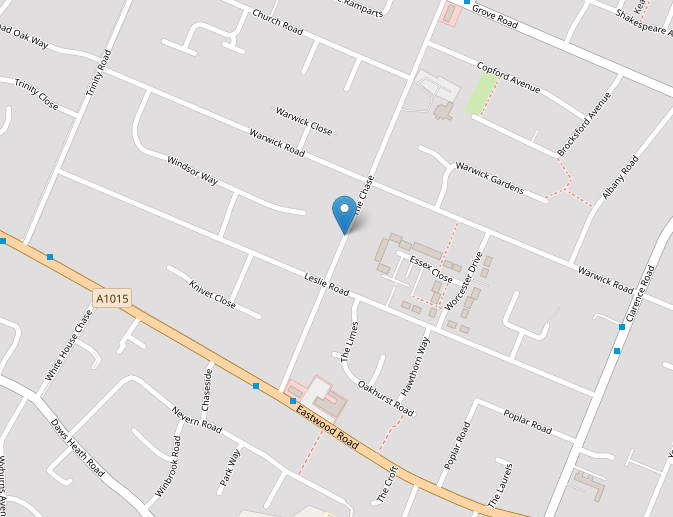 e Ramparts
Grove Road
Shakespeare A
Church Road
oad Oak Way
Trinity Road
Copford Avenue
Trinity Close
Warwick Close
Brocksford Avenue
Warwick Road
Windsor Way
Warwick Gardens
Albany Road
The Chase
Essex Close
Warwick Road
Leslie Road
Worcester Drive
Clarence Road
Knivet Close
A1015
White House Chase
The Limes
Hawthorn Way
Oakhurst Road
Chaseside
Eastwood Road
Nevern Road
Poplar Road
Daws Heath Road
Winbrook Road
Park Way
Poplar Road
The Croft
The Laurels